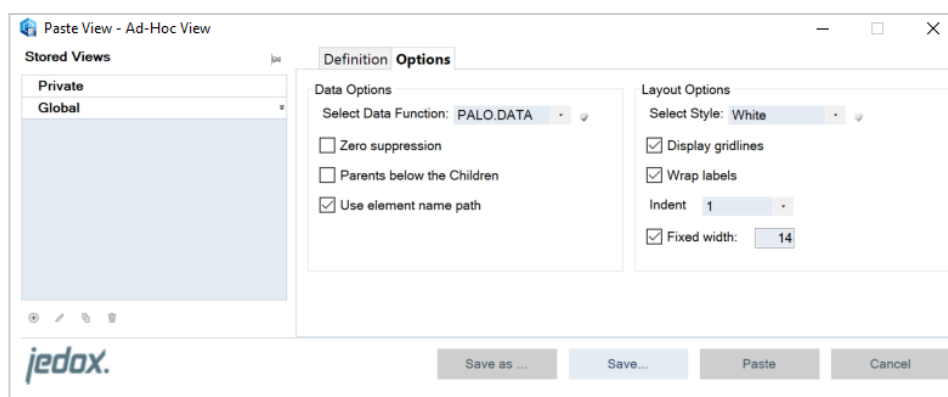 Paste View - Ad-Hoc View
Stored Views
Private
Global
Definition Options
Data Options
Select Data Function: PALO.DATA
Zero suppression
Parents below the Children
Use element name path
Layout Options
Select Style: White
Display gridlines
Wrap labels
Indent 1
Fixed width: 14
jedox.
Save as ... Save... Paste Cancel